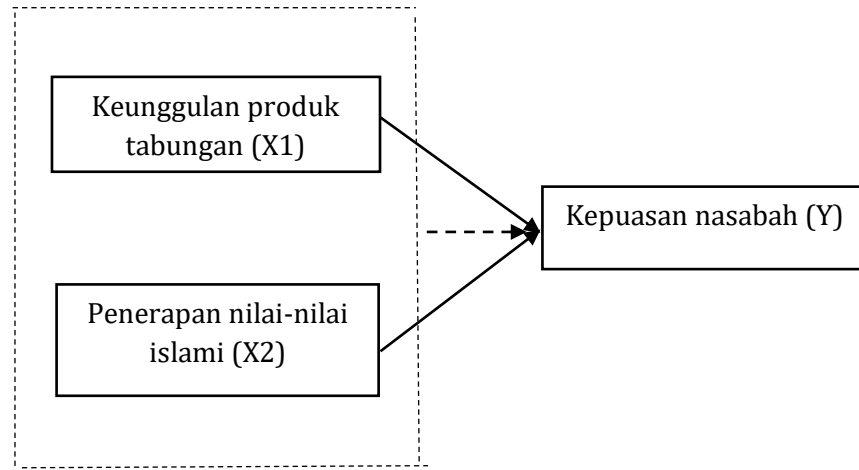 Keunggulan produk
tabungan (X1)
Kepuasan nasabah (Y)
Penerapan nilai-nilai
islami (X2)